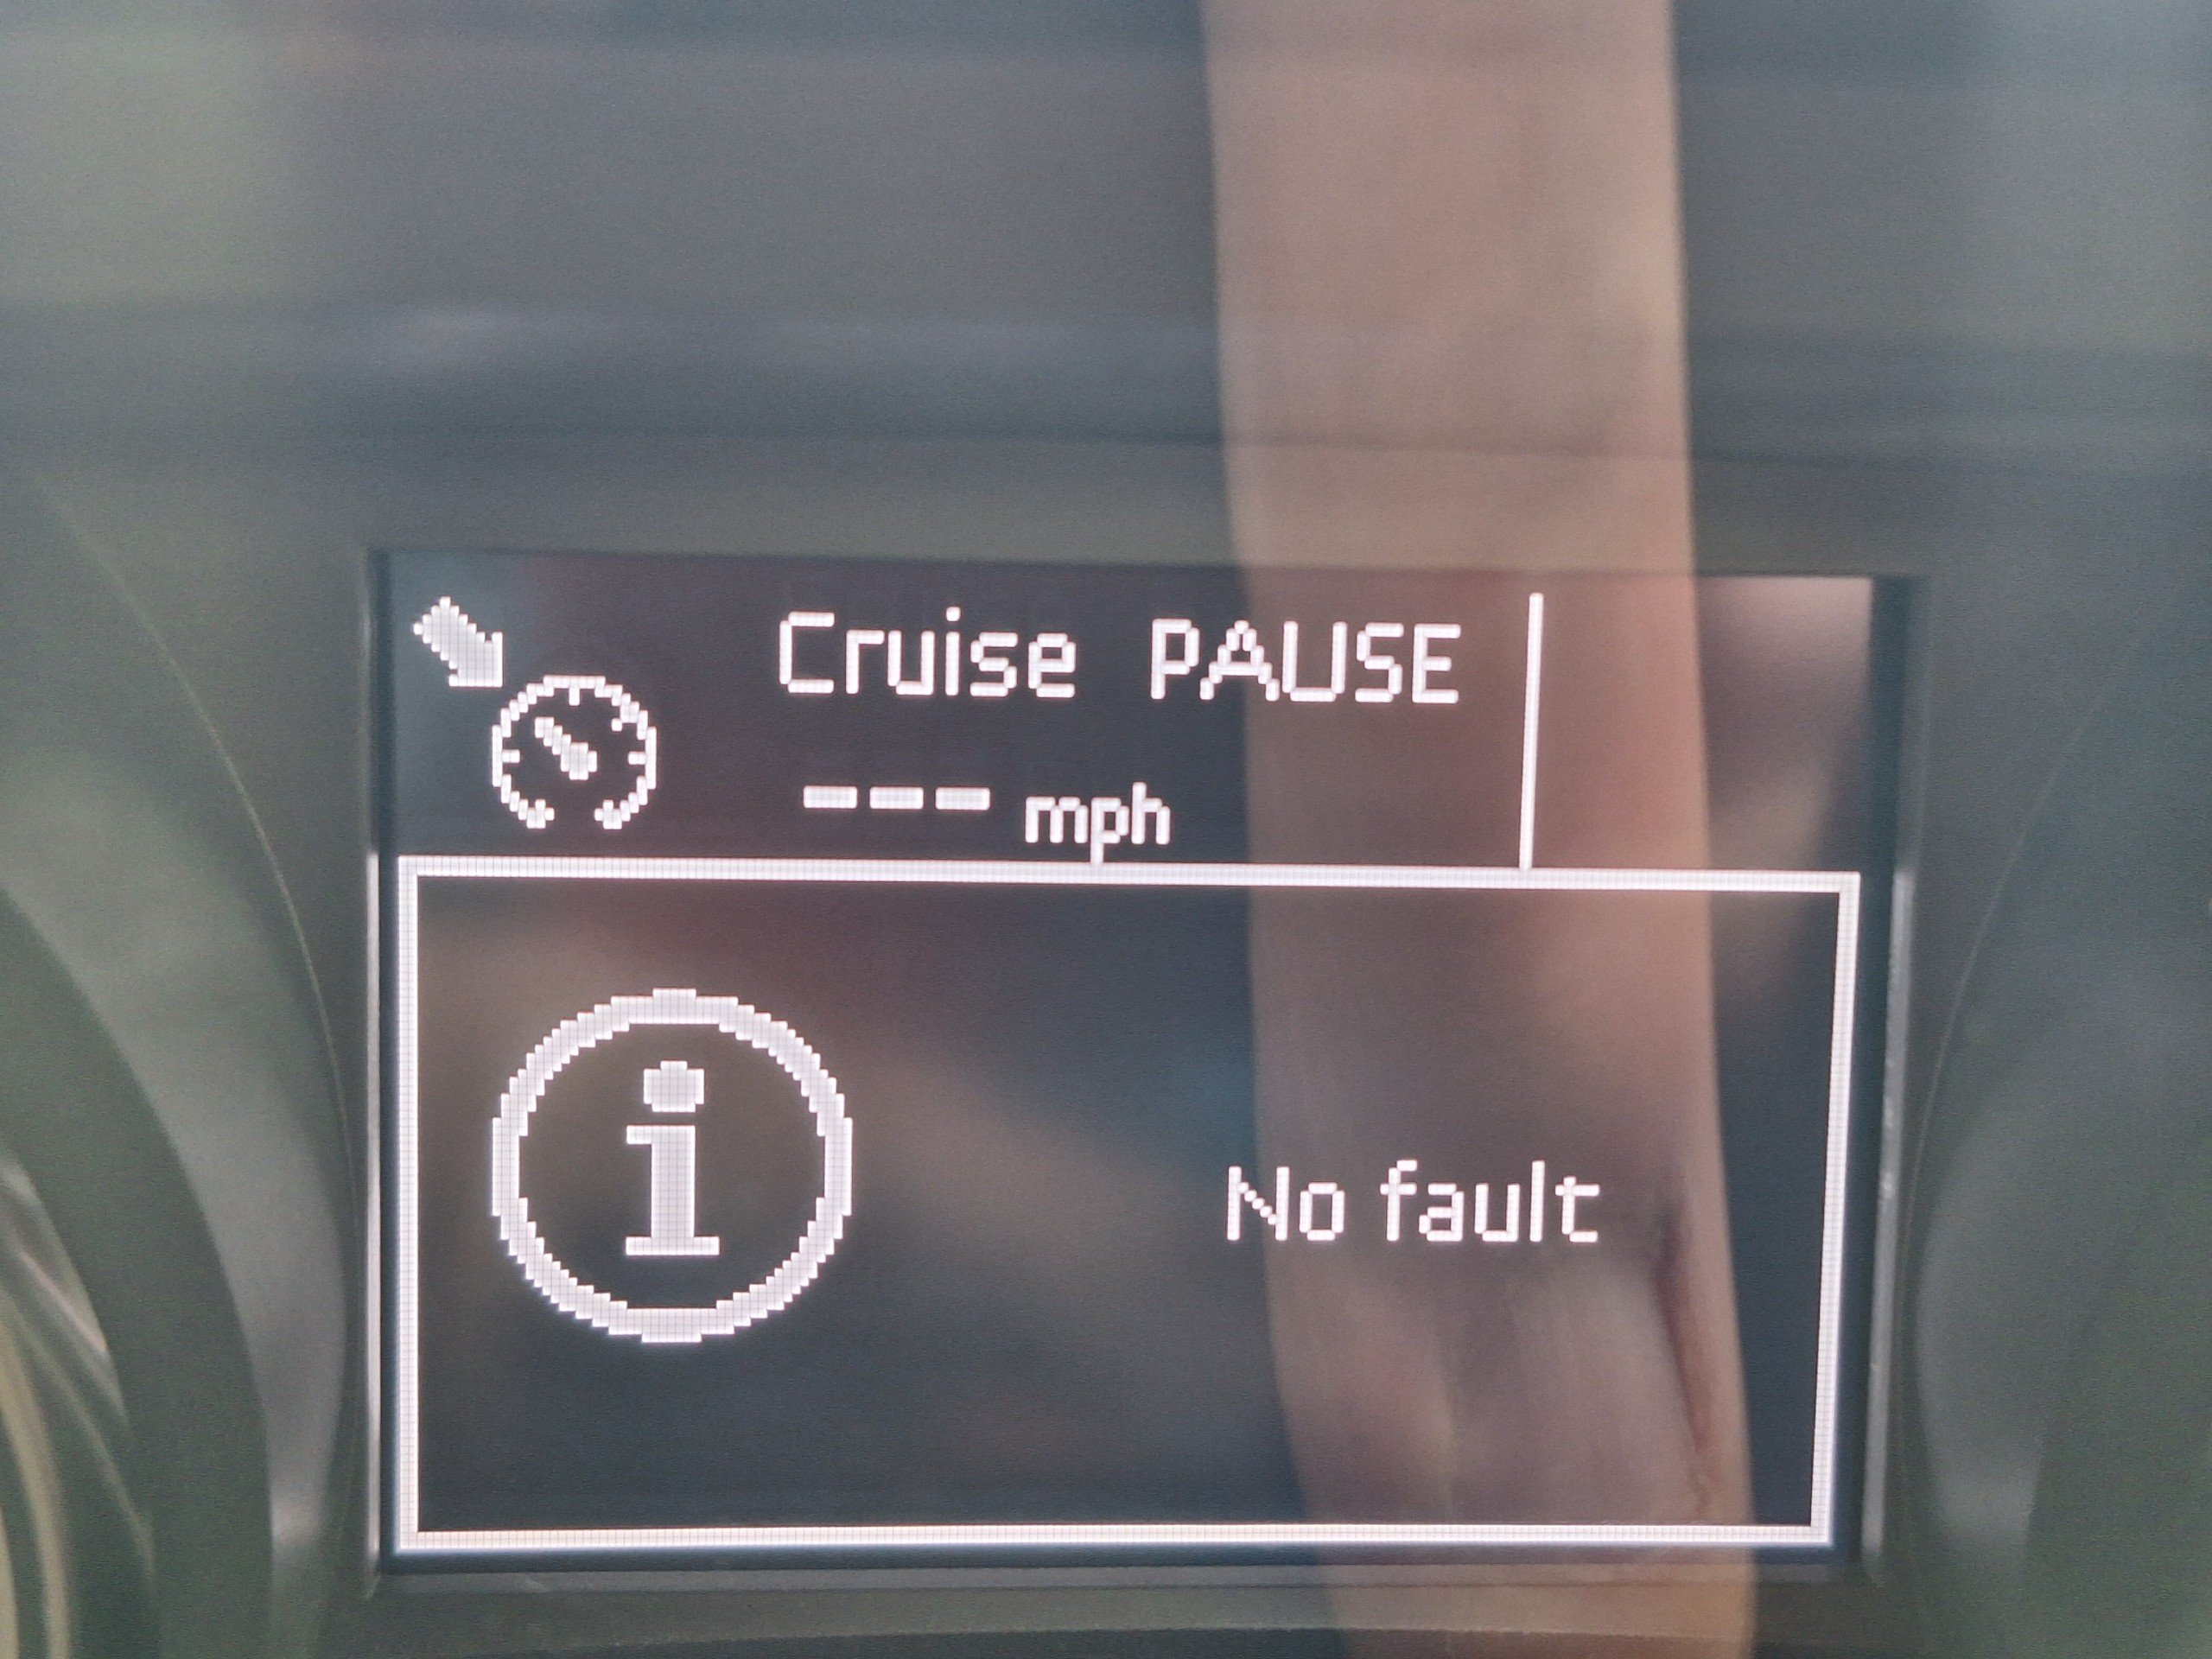 Cruise PAUSE
--- mph
i
No fault